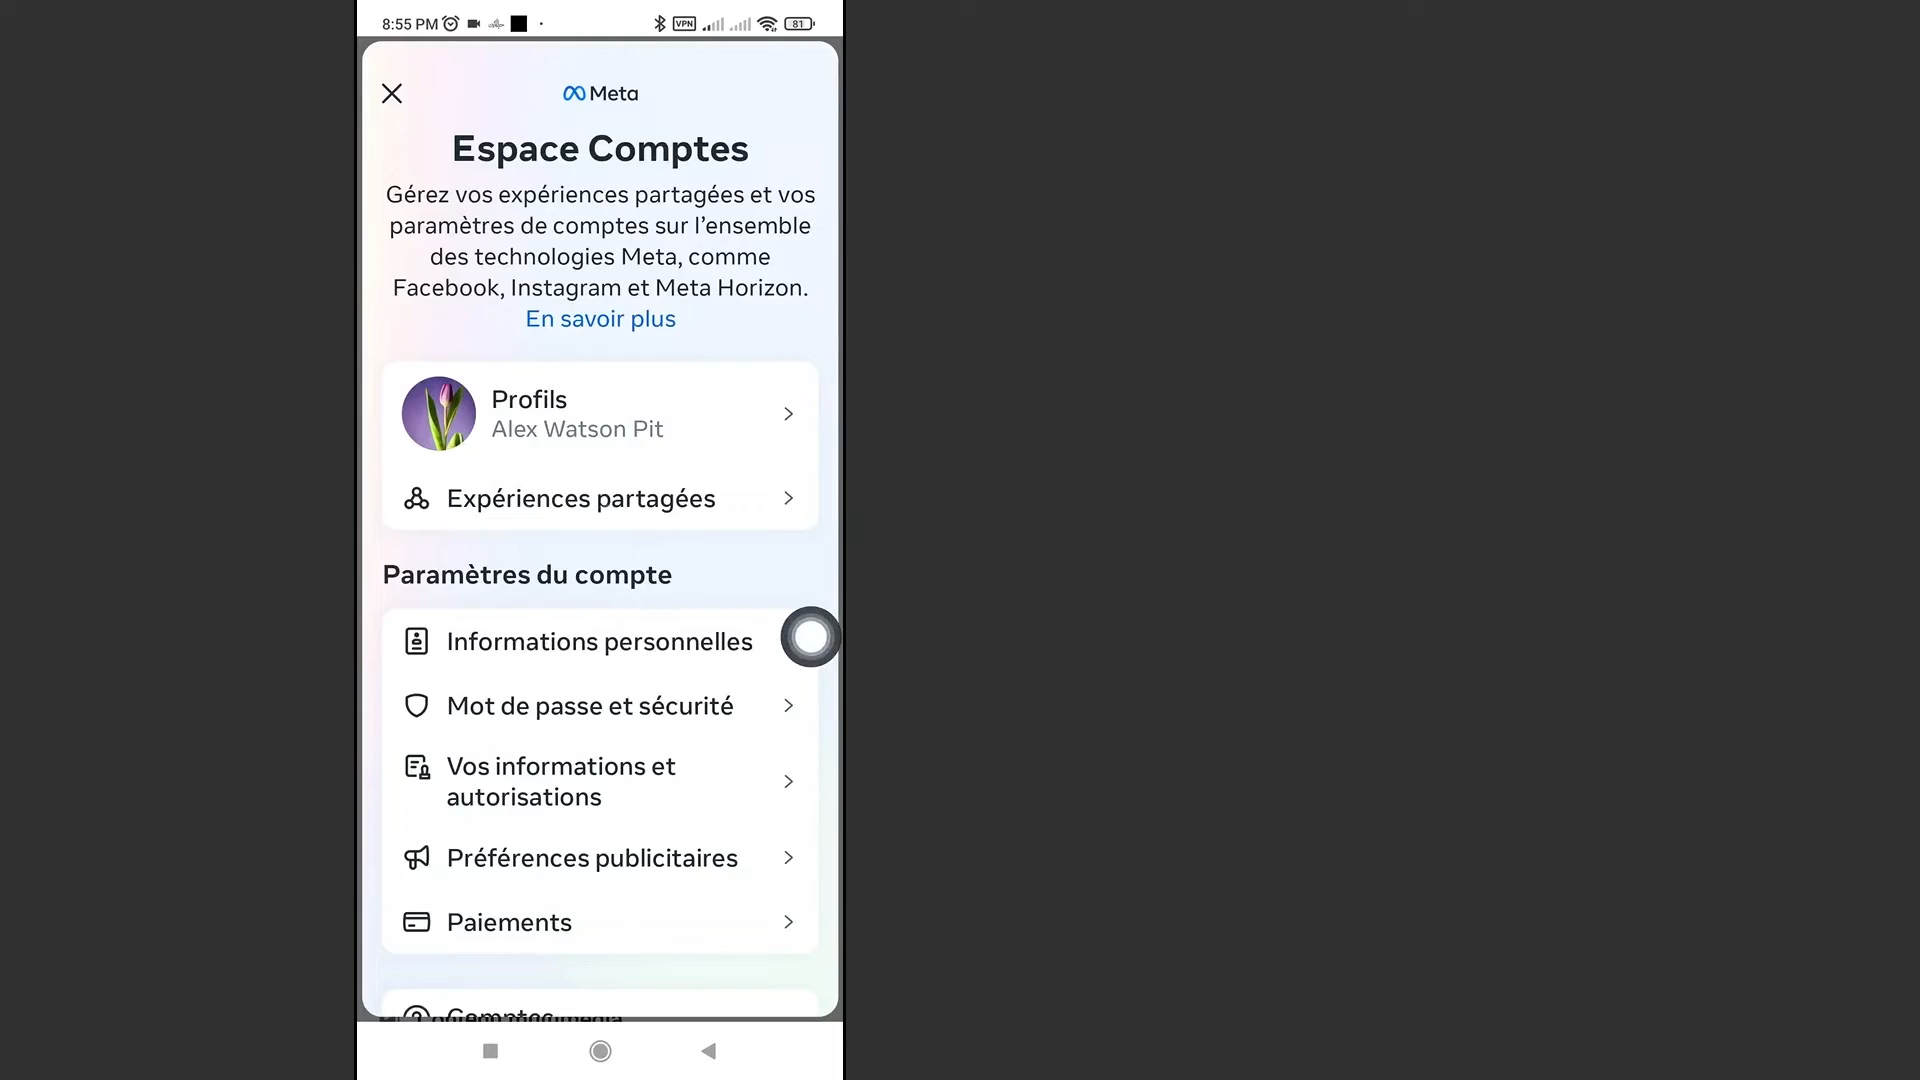 8:55 PM
VPN
81
Meta
Espace Comptes
Gérez vos expériences partagées et vos
paramètres de comptes sur l’ensemble
des technologies Meta, comme
Facebook, Instagram et Meta Horizon.
En savoir plus
Profils
Alex Watson Pit
Expériences partagées
Paramètres du compte
Informations personnelles
Mot de passe et sécurité
Vos informations et
autorisations
Préférences publicitaires
Paiements
Comptes